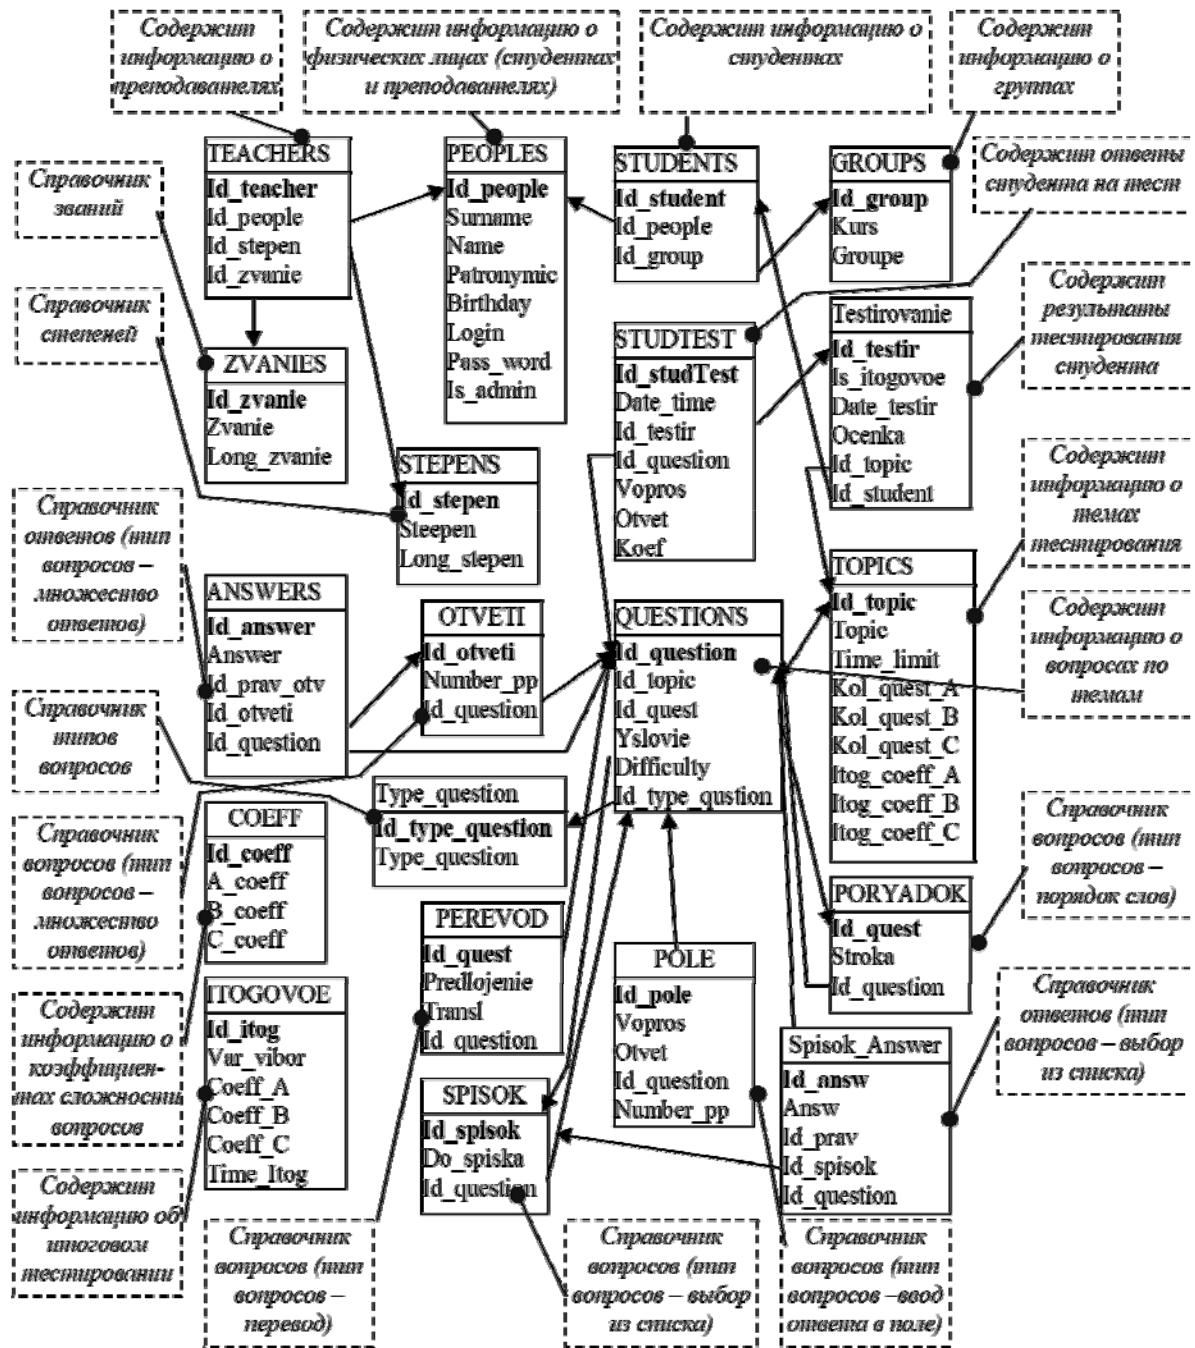 Содержит
информацию о
преподавателях
Содержит информацию о
физических лицах (студентах
и преподавателях)
Содержит информацию о
студентах
Содержит
информацию о
группах
TEACHERS
Id_teacher
Id_people
Id_stepen
Id_zvanie
PEOPLES
Id_people
Surname
Name
Patronymic
Birthday
Login
Pass_word
Is_admin
STUDENTS
Id_student
Id_people
Id_group
GROUPS
Id_group
Kurs
Groupe
Содержит ответы
студента на тест
Справочник
званий
Справочник
степеней
ZVANIES
Id_zvanie
Zvanie
Long_zvanie
STEPENS
Id_stepen
Steepen
Long_stepen
STUDTEST
Id_studTest
Date_time
Id_testir
Id_question
Vopros
Otvet
Koef
Testirovanie
Id_testir
Is_itogovoe
Date_testir
Ocenka
Id_topic
Id_student
Содержит
результаты
тестирования
студента
Содержит
информацию о
темах
тестирования
Справочник
ответов (тип
вопросов –
множество
ответов)
ANSWERS
Id_answer
Answer
Id_prav_otv
Id_otveti
Id_question
OTVETI
Id_otveti
Number_pp
Id_question
QUESTIONS
Id_question
Id_topic
Id_quest
Yslovie
Difficulty
Id_type_qustion
TOPICS
Id_topic
Topic
Time_limit
Kol_quest_A
Kol_quest_B
Kol_quest_C
Itog_coeff_A
Itog_coeff_B
Itog_coeff_C
Содержит
информацию о
вопросах по
темам
Справочник
типов
вопросов
Type_question
Id_type_question
Type_question
COEFF
Id_coeff
A_coeff
B_coeff
C_coeff
Справочник
вопросов (тип
вопросов –
множество
ответов)
PEREVOD
Id_quest
Predlojenie
Transl
Id_question
POLE
Id_pole
Vopros
Otvet
Id_question
Number_pp
PORYADOK
Id_quest
Stroka
Id_question
Справочник
вопросов (тип
вопросов –
порядок слов)
Содержит
информацию о
коэффициен-
тах сложности
вопросов
ITOGOVOE
Id_itog
Var_vibor
Coeff_A
Coeff_B
Coeff_C
Time_Itog
SPISOK
Id_spisok
Do_spiska
Id_question
Spisok_Answer
Id_answ
Answ
Id_prav
Id_spisok
Id_question
Справочник
ответов (тип
вопросов – выбор
из списка)
Содержит
информацию об
итоговом
тестировании
Справочник
вопросов (тип
вопросов –
перевод)
Справочник
вопросов (тип
вопросов – выбор
из списка)
Справочник
вопросов (тип
вопросов –ввод
ответа в поле)